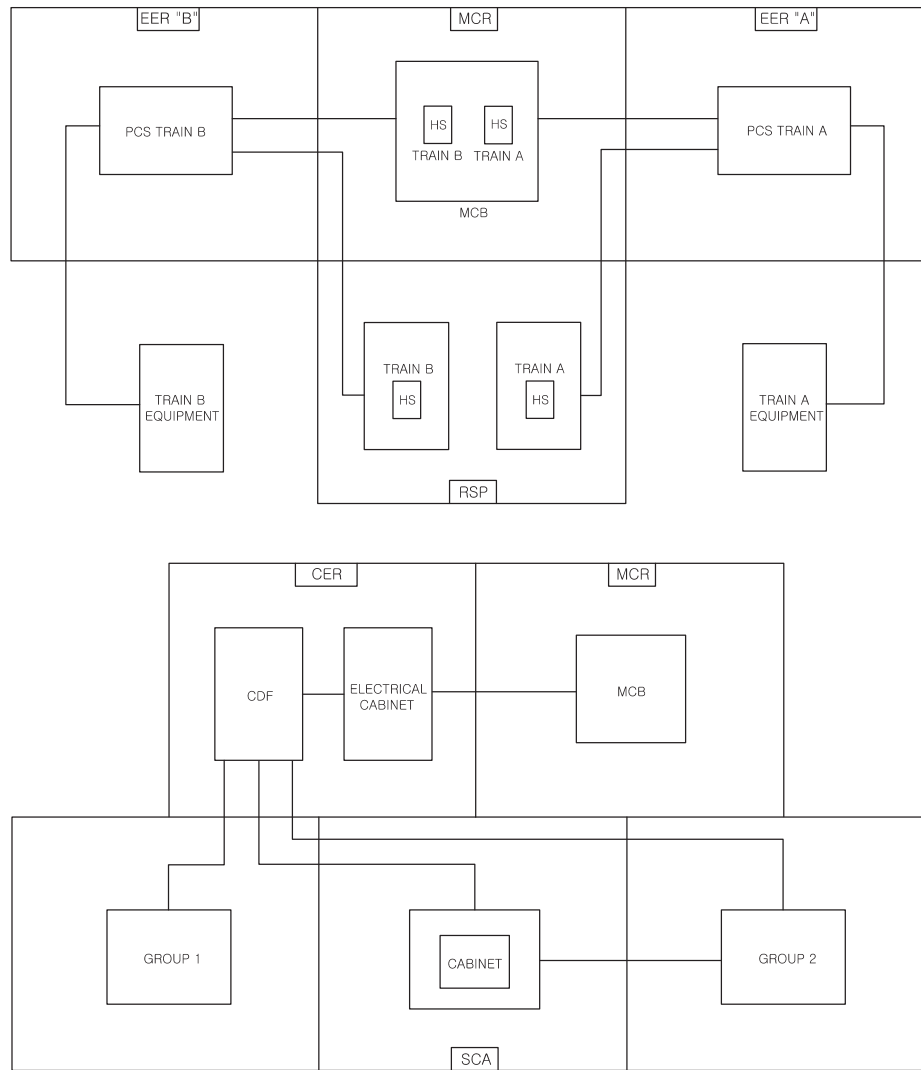 EER "B"
MCR
EER "A"
PCS TRAIN B
HS
HS
TRAIN B
TRAIN A
MCB
PCS TRAIN A
TRAIN B
HS
TRAIN A
HS
TRAIN B
EQUIPMENT
TRAIN A
EQUIPMENT
RSP
CER
MCR
CDF
ELECTRICAL
CABINET
MCB
GROUP 1
CABINET
GROUP 2
SCA